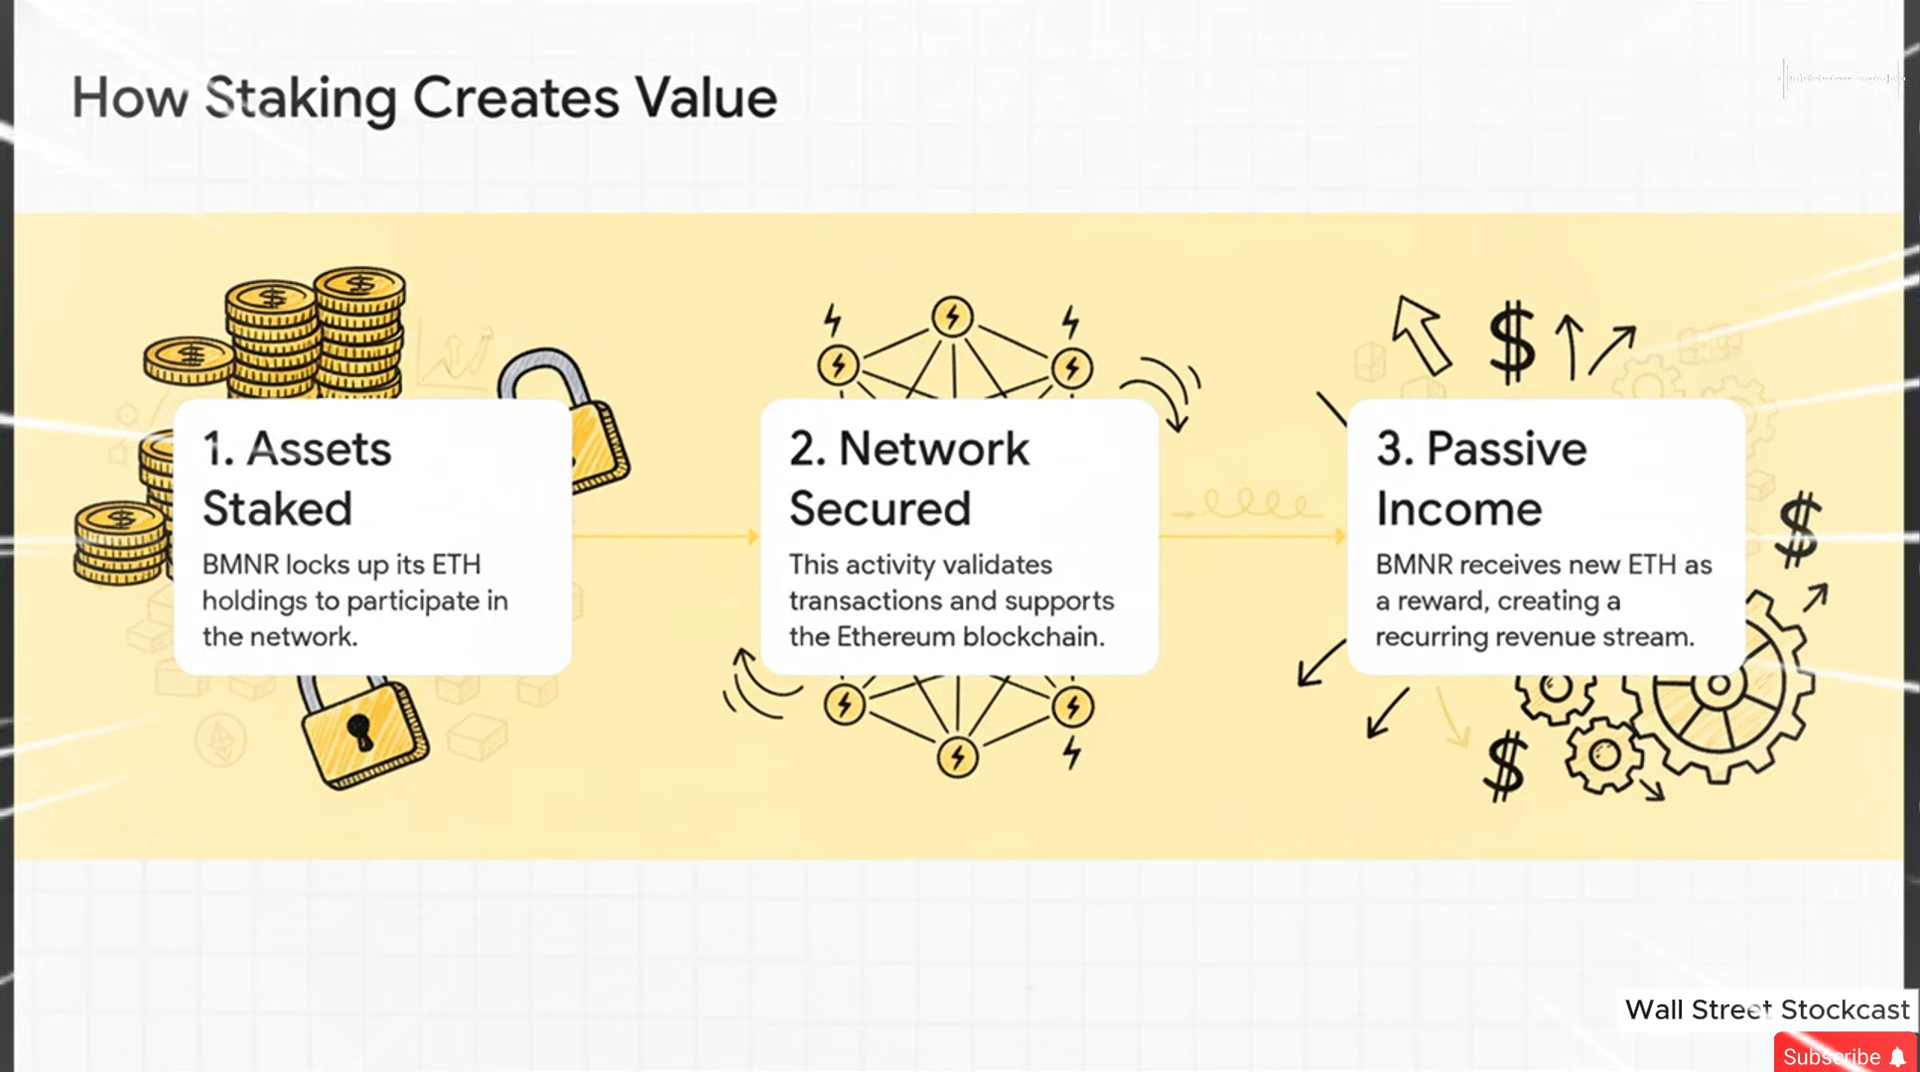 How Staking Creates Value
1. Assets
Staked
BMNR locks up its ETH
holdings to participate in
the network.
2. Network
Secured
This activity validates
transactions and supports
the Ethereum blockchain.
3. Passive
Income
BMNR receives new ETH as
a reward, creating a
recurring revenue stream.
Wall Street Stockcast
Subscribe